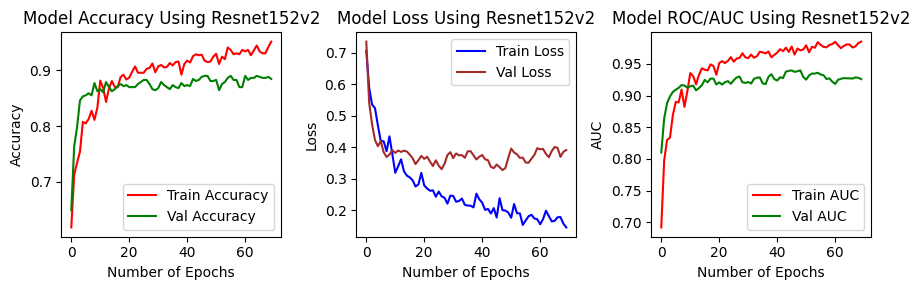 Model Accuracy Using Resnet152v2
Accuracy
0.9
0.8
0.7
0
20
40
60
Number of Epochs
Train Accuracy
Val Accuracy
Model Loss Using Resnet152v2
Loss
0.7
0.6
0.5
0.4
0.3
0.2
0
20
40
60
Number of Epochs
Train Loss
Val Loss
Model ROC/AUC Using Resnet152v2
AUC
0.95
0.90
0.85
0.80
0.75
0.70
0
20
40
60
Number of Epochs
Train AUC
Val AUC